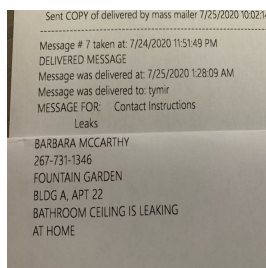 Sent COPY of delivered by mass mailer 7/25/2020 10:02:1
Message # 7 taken at: 7/24/2020 11:51:49 PM
DELIVERED MESSAGE
Message was delivered at: 7/25/2020 1:28:09 AM
Message was delivered to: tymir
MESSAGE FOR: Contact Instructions
Leaks
BARBARA MCCARTHY
267-731-1346
FOUNTAIN GARDEN
BLDG A, APT 22
BATHROOM CEILING IS LEAKING
AT HOME